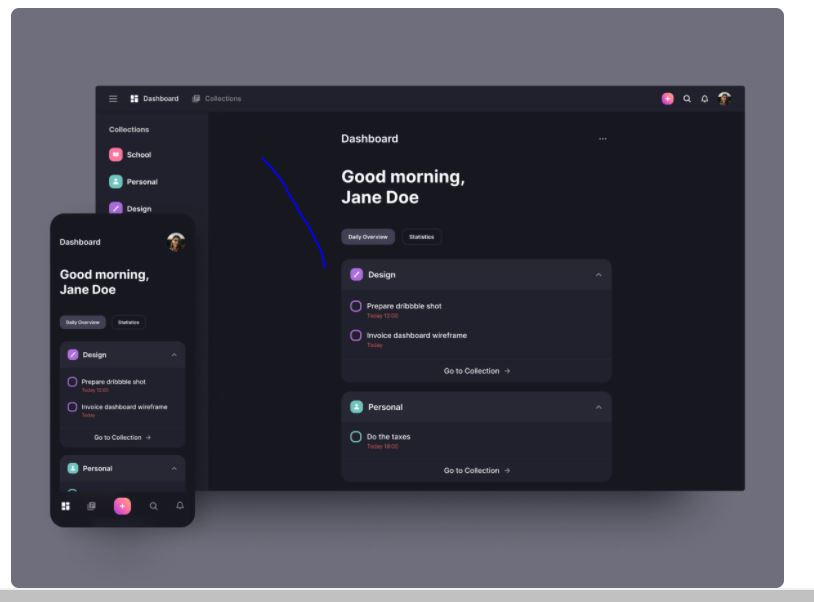 Dashboard
Collections
Collections
School
Personal
Design
Dashboard
Good morning,
Jane Doe
Daily Overview
Statistics
Design
Prepare dribbble shot
Today 12:00
Invoice dashboard wireframe
Today
Go to Collection →
Personal
Do the taxes
Today 18:00
Go to Collection →
Dashboard
Good morning,
Jane Doe
Daily Overview
Statistics
Design
Prepare dribbble shot
Today 12:00
Invoice dashboard wireframe
Today
Go to Collection →
Personal